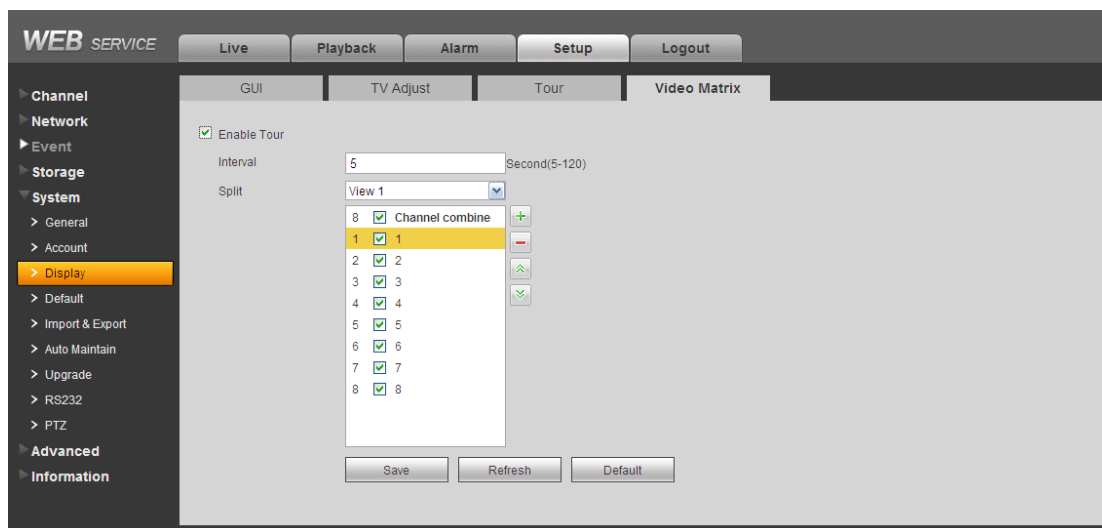 WEB SERVICE
Live Playback Alarm Setup Logout
GUI TV Adjust Tour Video Matrix
Channel
Network
Event
Storage
System
General
Account
Display
Default
Import & Export
Auto Maintain
Upgrade
RS232
PTZ
Advanced
Information
Enable Tour
Interval 5 Second(5-120)
Split View 1
8 Channel combine
1 1
2 2
3 3
4 4
5 5
6 6
7 7
8 8
Save Refresh Default